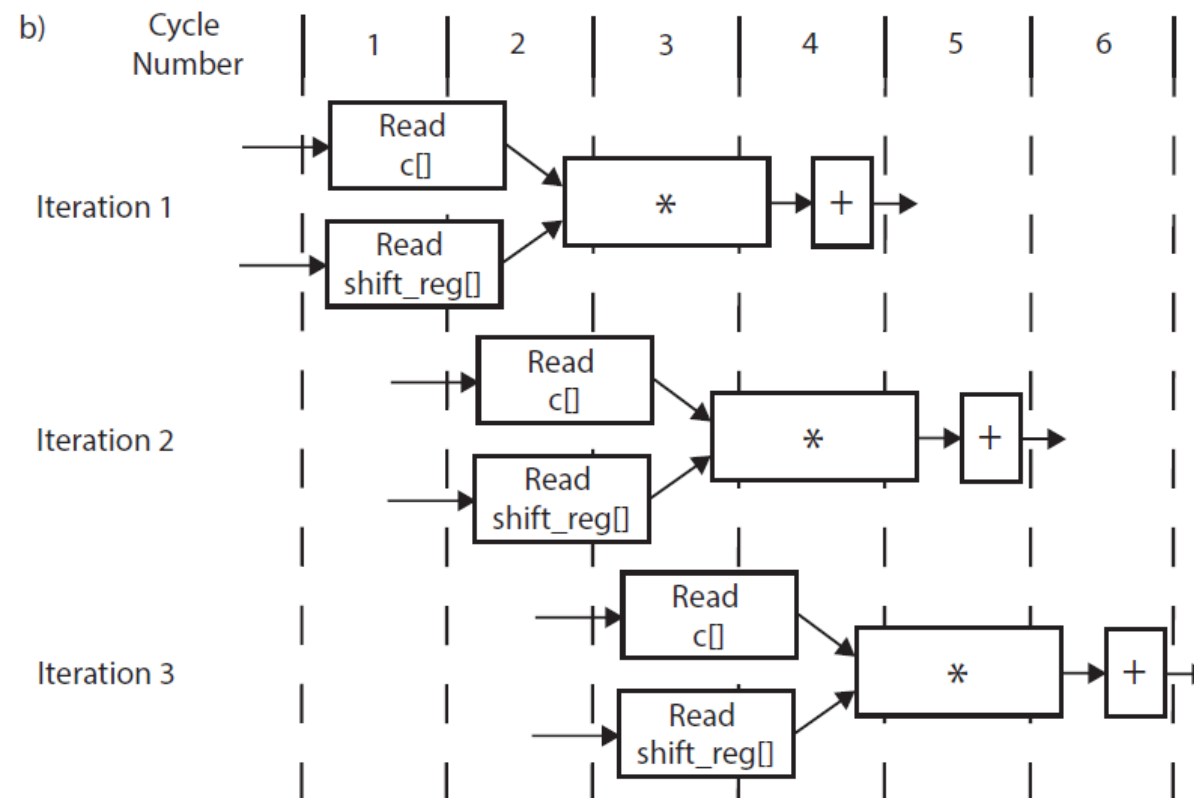 b)
Cycle
Number
1 2 3 4 5 6
Iteration 1
Read
c[]
Read
shift_reg[]
*
+
Iteration 2
Read
c[]
Read
shift_reg[]
*
+
Iteration 3
Read
c[]
Read
shift_reg[]
*
+